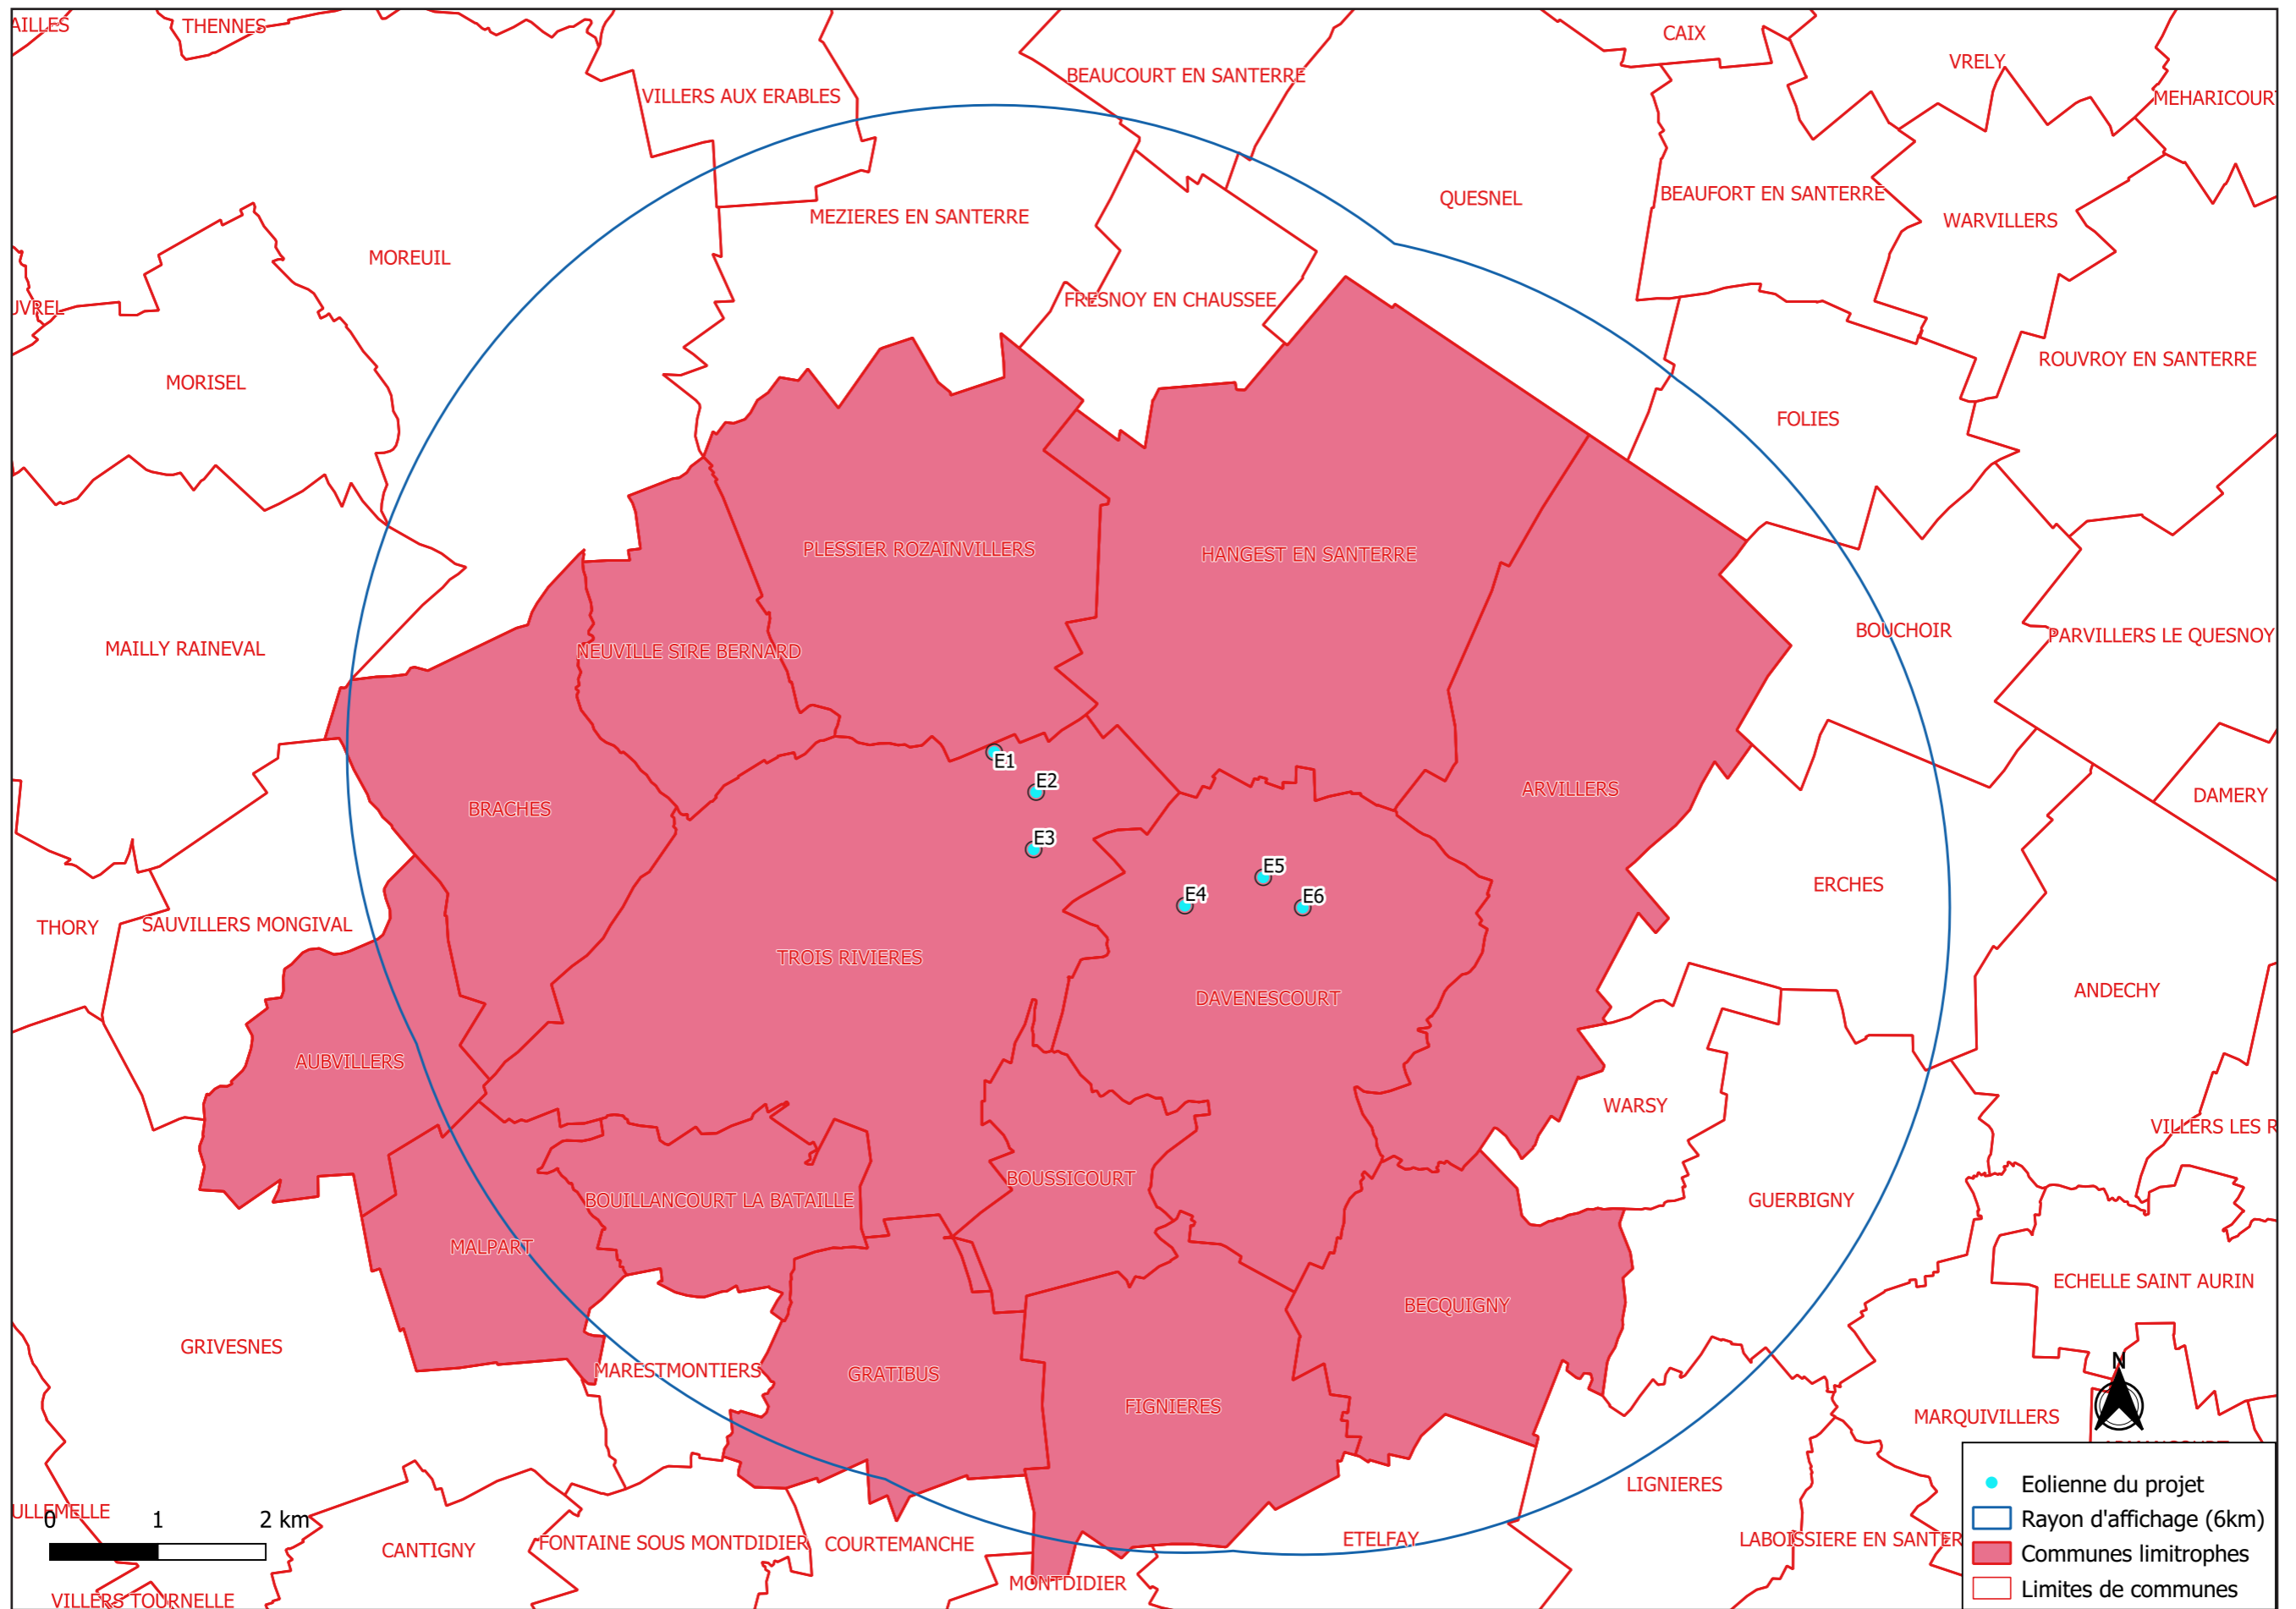 AILLES
THENNES
CAIX
VRELY
BEAUCOURT EN SANTERRE
VILLERS AUX ERABLES
MEHARICOUR
BEAUFORT EN SANTERRE
QUESNEL
MEZIERES EN SANTERRE
WARVILLERS
MOREUIL
FRESNOY EN CHAUSSEE
UVREL
ROUVROY EN SANTERRE
MORISEL
FOLIES
PLESSIER ROZAINVILLERS
HANGEST EN SANTERRE
BOUCHOIR
PARVILLERS LE QUESNOY
MAILLY RAINEVAL
NEUVILLE SIRE BERNARD
E1
E2
ARVILLERS
DAMERY
BRACHES
E3
E5
ERCHES
E4
E6
SAUVILLERS MONGIVAL
THORY
TROIS RIVIERES
ANDECHY
DAVENESCOURT
AUBVILLERS
WARSY
VILLERS LES R
BOUSSICOURT
BOUILLANCOURT LA BATAILLE
GUERBIGNY
MALPART
ECHELLE SAINT AURIN
BECQUIGNY
GRIVESNES
N
MARESTMONTIERS
GRATIBUS
FIGNIERES
MARQUIVILLERS
LIGNIERES
ULLEMELLE
0 1 2 km
CANTIGNY
FONTAINE SOUS MONTDIDIER
COURTEMANCHE
ETELFAY
LABOISSIERE EN SANTER
MONTDIDIER
VILLERS TOURNELLE
Eolienne du projet
Rayon d'affichage (6km)
Communes limitrophes
Limites de communes